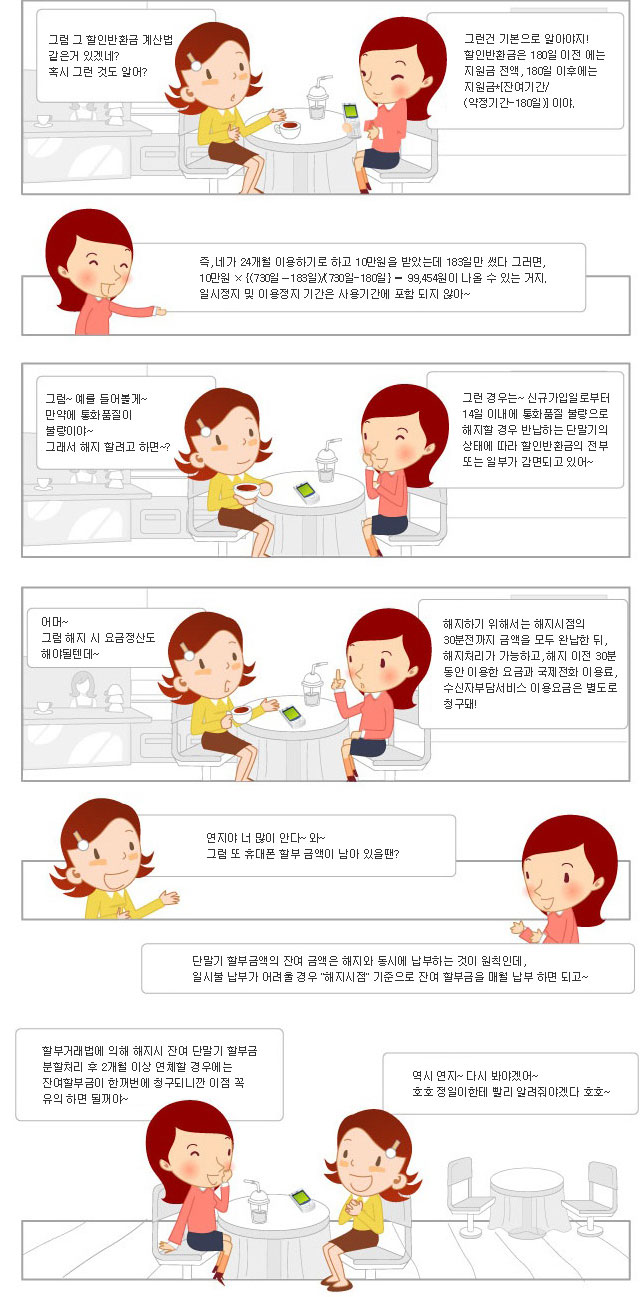 그럼 그 할인반환금 계산법
같은거 있겠네?
혹시 그런 것도 알어?
그런건 기본으로 알아야지!
할인반환금은 180일 이전 에는
지원금 전액, 180일 이후에는
지원금*[잔여기간/
(약정기간-180일)] 이야.
즉, 네가 24개월 이용하기로 하고 10만원을 받았는데 183일만 썼다 그러면,
10만원 × {(730일 – 183일)/(730일-180일} = 99,454원이 나올 수 있는 거지.
일시정지 및 이용정지 기간은 사용기간에 포함 되지 않아~
그럼~ 예를 들어볼게~
만약에 통화품질이
불량이야~
그래서 해지 할려고 하면~?
그런 경우는~ 신규가입일로부터
14일 이내에 통화품질 불량으로
해지할 경우 반납하는 단말기의
상태에 따라 할인반환금의 전부
또는 일부가 감면되고 있어~
어머~
그럼 해지 시 요금정산도
해야될텐데~
해지하기 위해서는 해지시점의
30분전까지 금액을 모두 완납한 뒤,
해지처리가 가능하고, 해지 이전 30분
동안 이용한 요금과 국제전화 이용료,
수신자부담서비스 이용요금은 별도로
청구돼!
연지야 너 많이 안다~ 와~
그럼 또 휴대폰 할부 금액이 남아 있을땐?
단말기 할부금액의 잔여 금액은 해지와 동시에 납부하는 것이 원칙인데,
일시불 납부가 어려울 경우 "해지시점" 기준으로 잔여 할부금을 매월 납부 하면 되고~
할부거래법에 의해 해지시 잔여 단말기 할부금
분할처리 후 2개월 이상 연체할 경우에는
잔여할부금이 한꺼번에 청구되니깐 이점 꼭
유의 하면 될꺼야~
역시 연지~ 다시 봐야겠어~
호호 정일이한테 빨리 알려줘야겠다 호호~